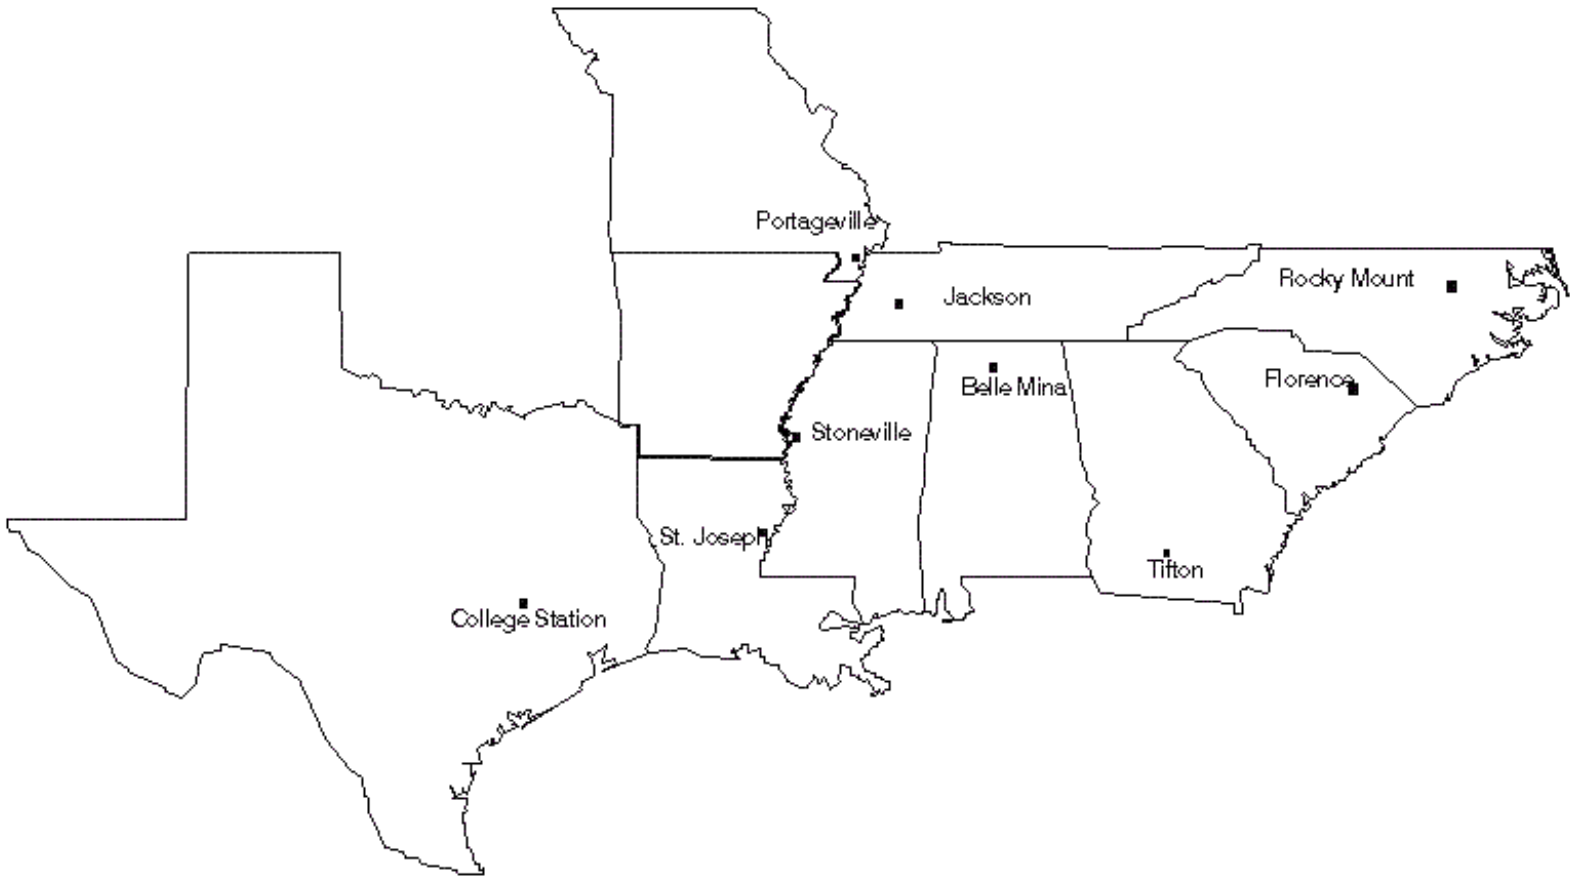 Portageville
Rocky Mount
Jackson
Florence
Belle Mina
Stoneville
St. Joseph
Tifton
College Station